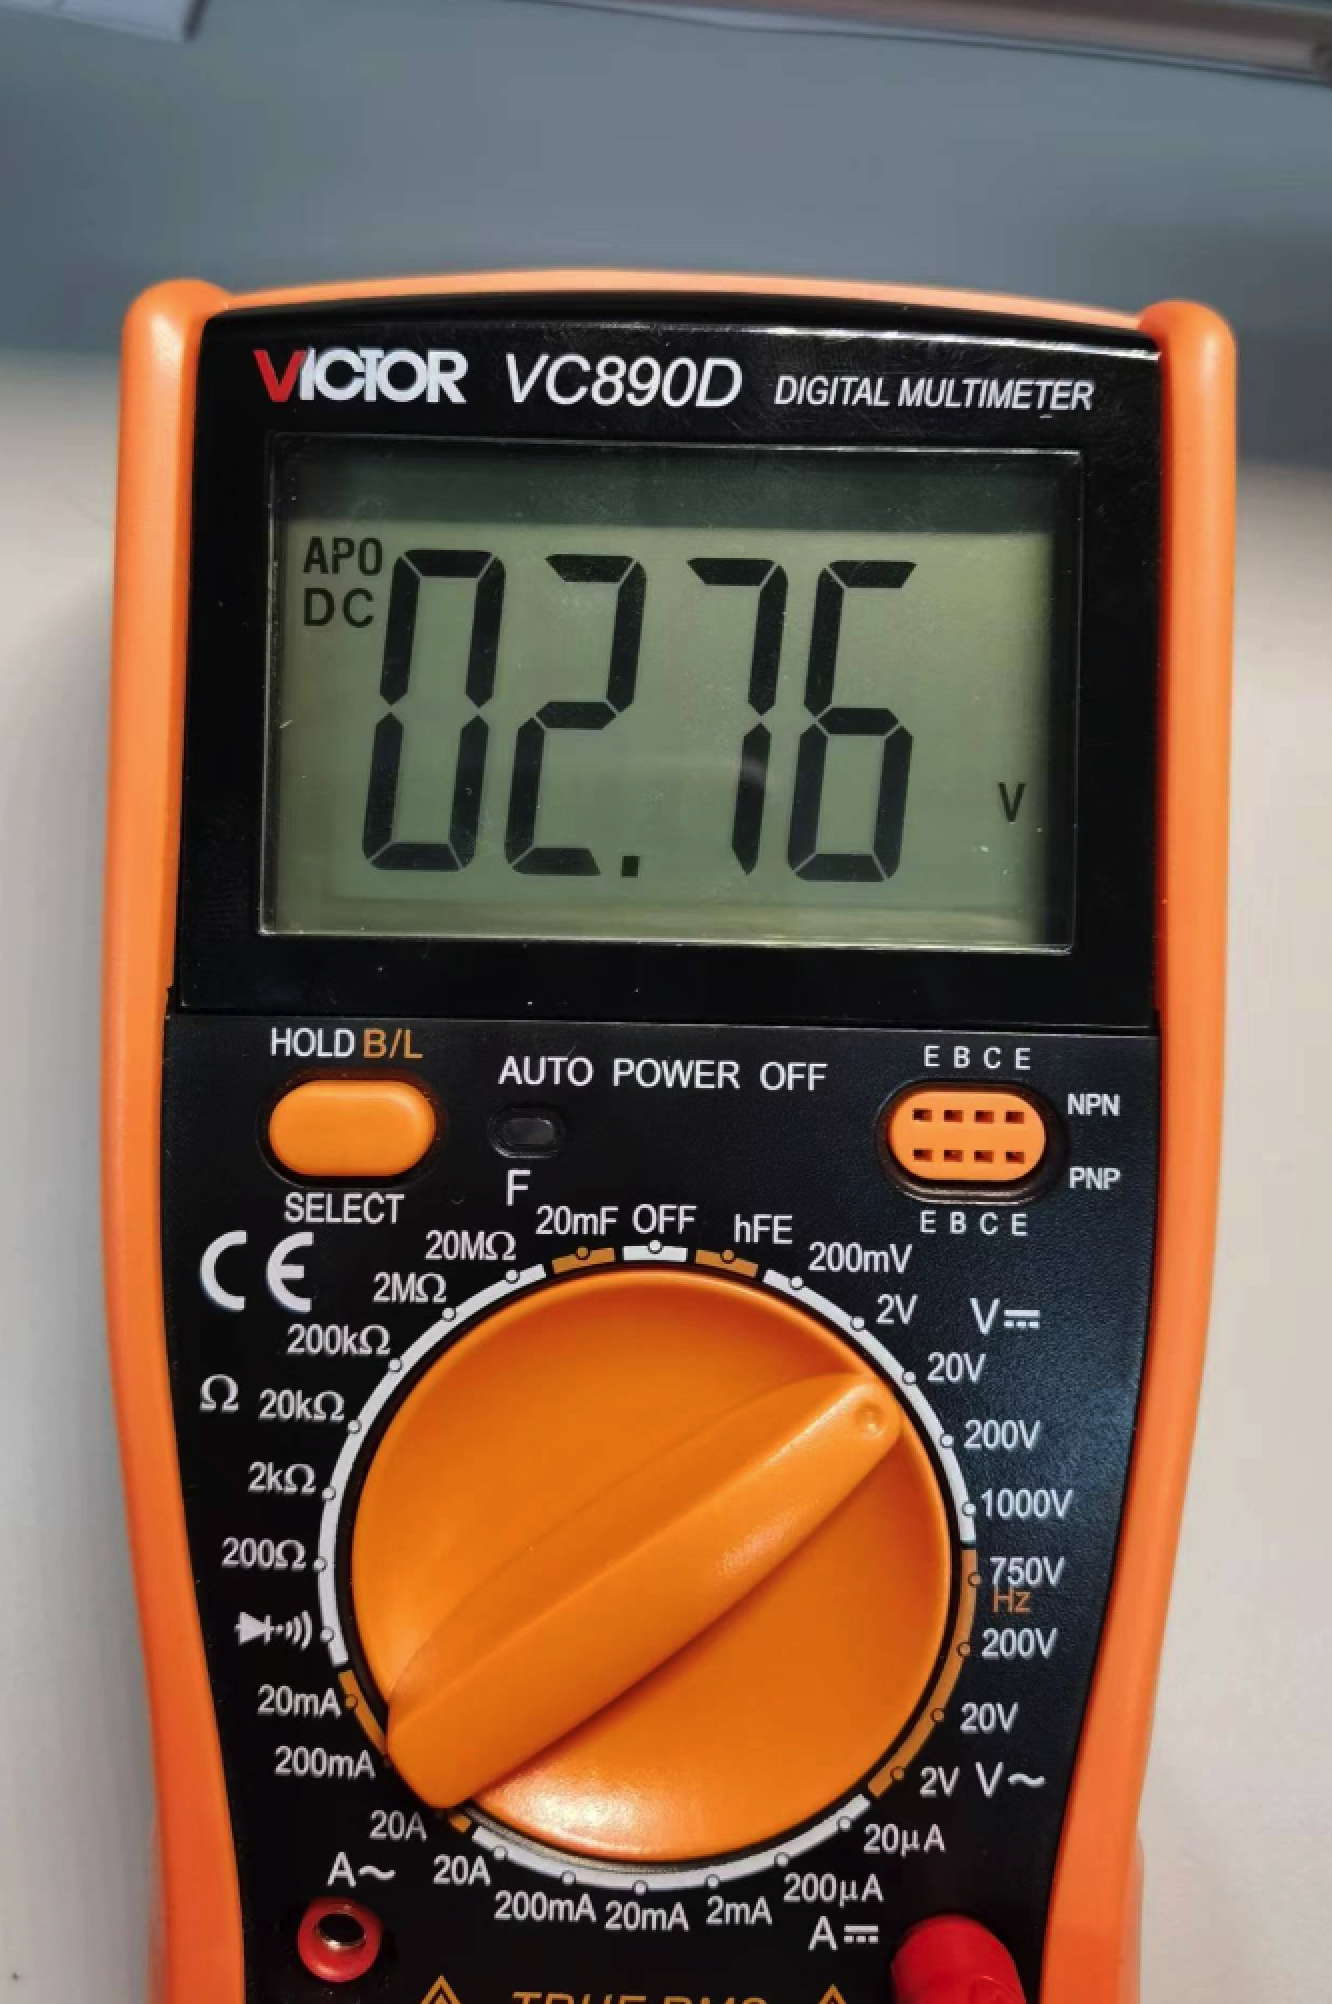 VICTOR VC890D DIGITAL MULTIMETER
APO
DC
02.76 V
HOLD B/L
AUTO POWER OFF
E B C E
NPN
PNP
E B C E
SELECT
F
CE
20mF OFF hFE
20MΩ 200mV
2MΩ 2V V⎓
200kΩ 20V
Ω 20kΩ 200V
2kΩ 1000V
200Ω 750V
Hz
200V
20mA 20V
200mA 2V V~
20A 20µA
A~ 20A 200mA 20mA 2mA 200µA
A⎓
TRUE RMS